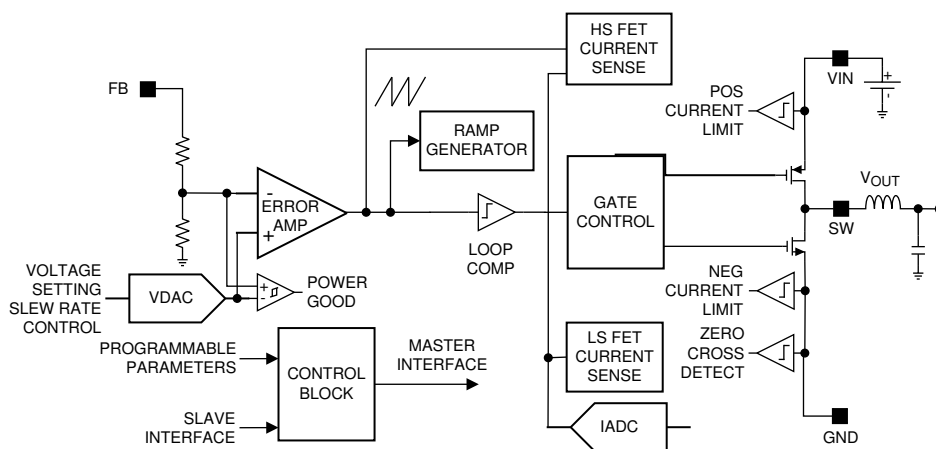 HS FET
CURRENT
SENSE
VIN
+
-
FB
POS
CURRENT
LIMIT
RAMP
GENERATOR
-
ERROR
AMP
+
GATE
CONTROL
VOUT
SW
LOOP
COMP
VOLTAGE
SETTING
SLEW RATE
CONTROL
VDAC
+
-
POWER
GOOD
NEG
CURRENT
LIMIT
PROGRAMMABLE
PARAMETERS
CONTROL
BLOCK
MASTER
INTERFACE
LS FET
CURRENT
SENSE
ZERO
CROSS
DETECT
SLAVE
INTERFACE
IADC
GND